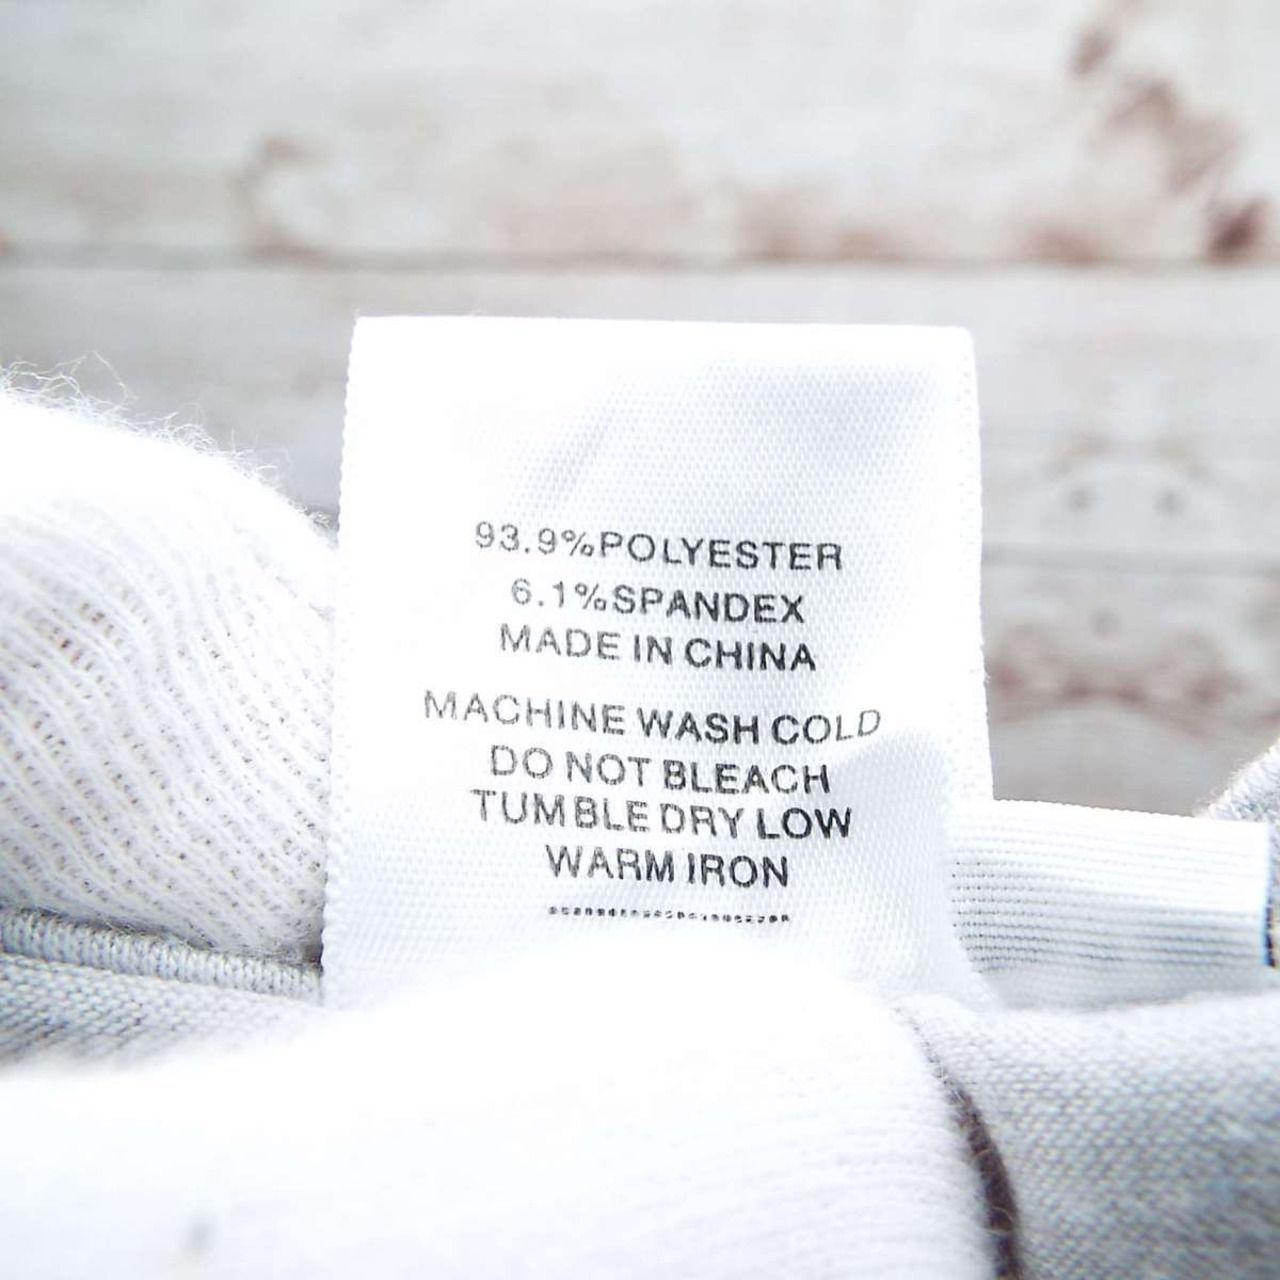 93.9%POLYESTER
6.1%SPANDEX
MADE IN CHINA
MACHINE WASH COLD
DO NOT BLEACH
TUMBLE DRY LOW
WARM IRON